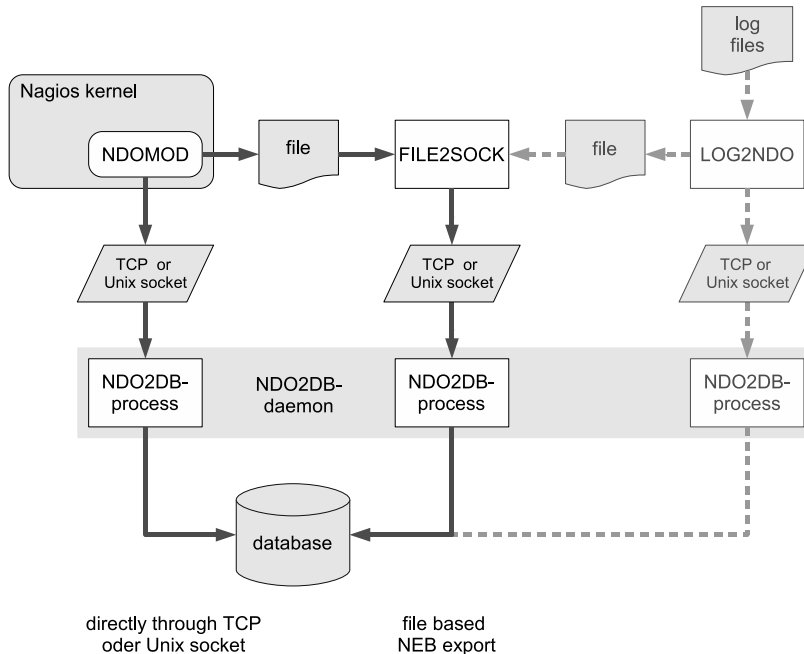 log
files
Nagios kernel
NDOMOD
file
FILE2SOCK
file
LOG2NDO
TCP or
Unix socket
TCP or
Unix socket
TCP or
Unix socket
NDO2DB-
process
NDO2DB-
daemon
NDO2DB-
process
NDO2DB-
process
database
directly through TCP
oder Unix socket
file based
NEB export